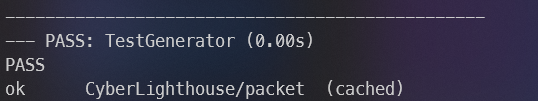 ------------------------------------------------
--- PASS: TestGenerator (0.00s)
PASS
ok      CyberLighthouse/packet  (cached)